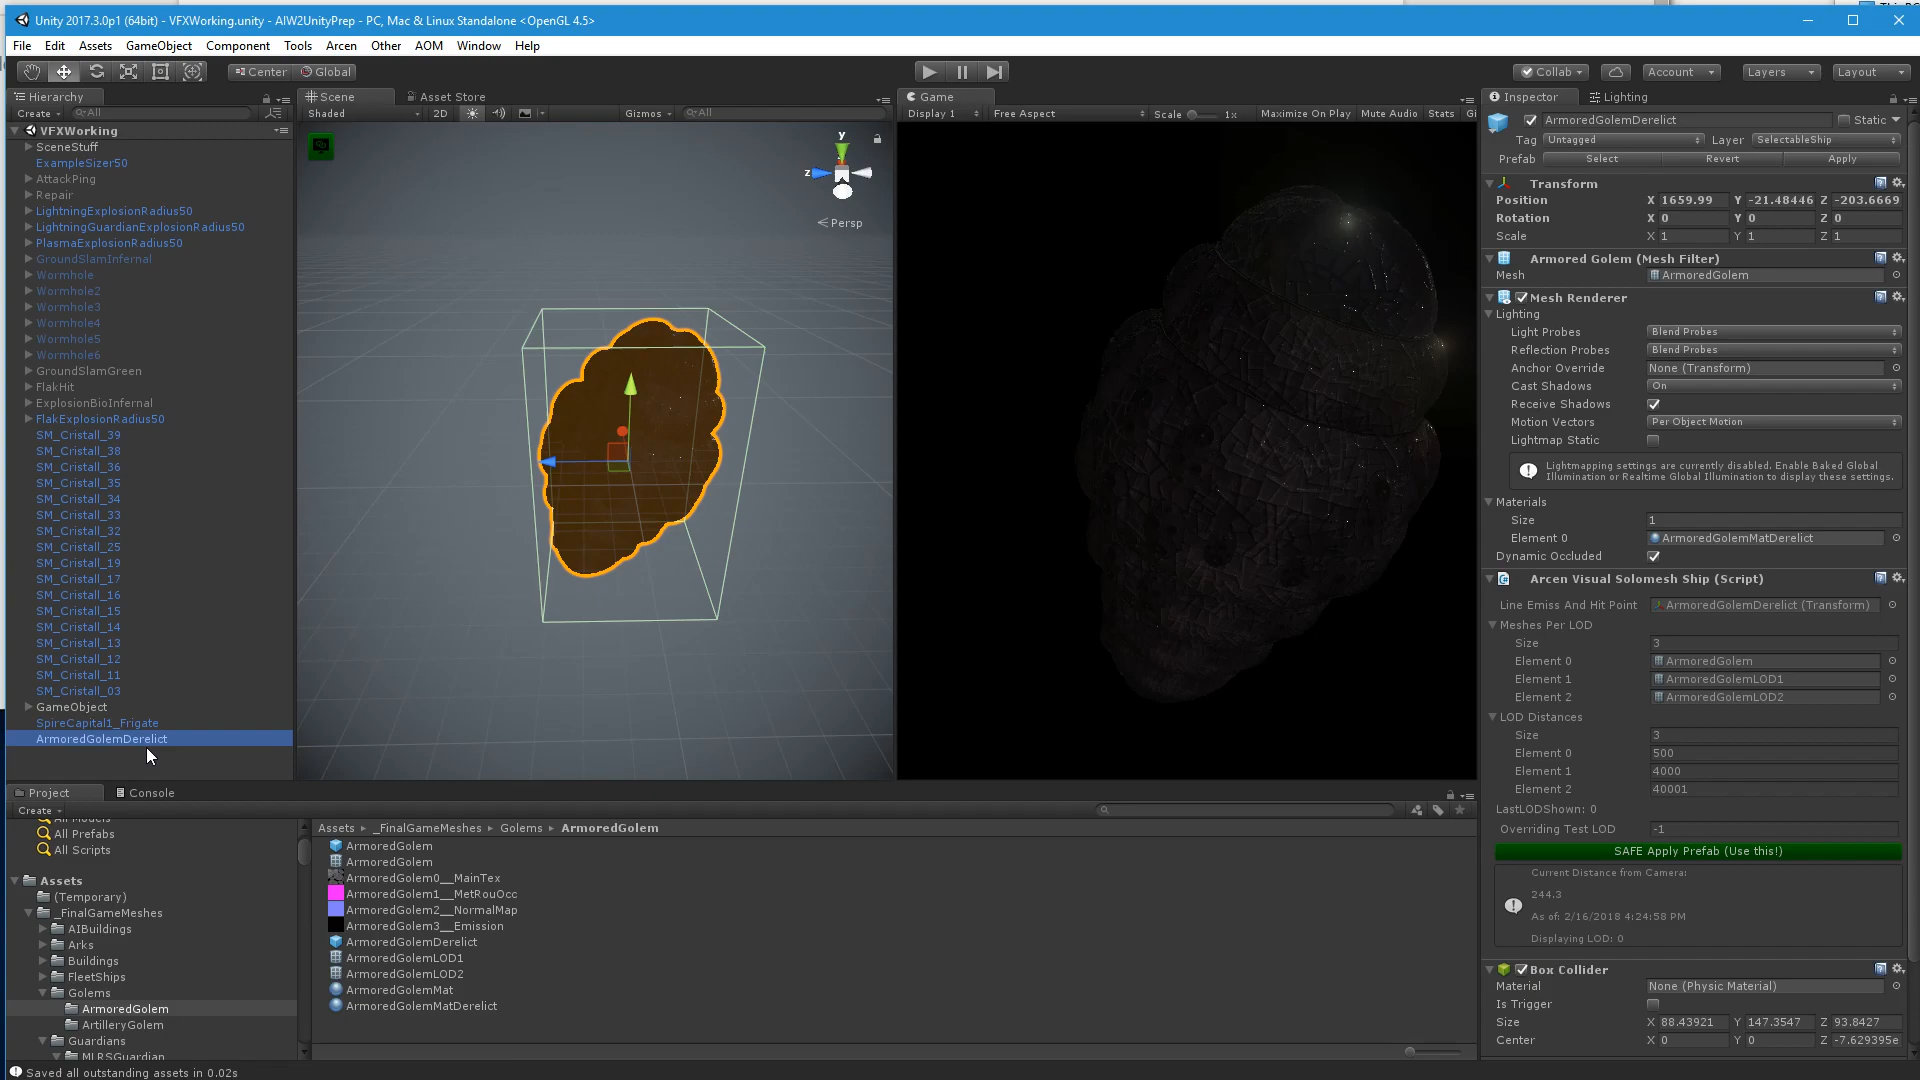 Unity 2017.3.0p1 (64bit) - VFXWorking.unity - AIW2UnityPrep - PC, Mac & Linux Standalone <OpenGL 4.5>
File Edit Assets GameObject Component Tools Arcen Other AOM Window Help
Center Global Collab Account Layers Layout
Hierarchy
Create All
VFXWorking
SceneStuff
ExampleSizer50
AttackPing
Repair
LightningExplosionRadius50
LightningGuardianExplosionRadius50
PlasmaExplosionRadius50
GroundSlamInfernal
Wormhole
Wormhole2
Wormhole3
Wormhole4
Wormhole5
Wormhole6
GroundSlamGreen
FlakHit
ExplosionBioInfernal
FlakExplosionRadius50
SM_Cristall_39
SM_Cristall_38
SM_Cristall_36
SM_Cristall_35
SM_Cristall_34
SM_Cristall_33
SM_Cristall_32
SM_Cristall_25
SM_Cristall_19
SM_Cristall_17
SM_Cristall_16
SM_Cristall_15
SM_Cristall_14
SM_Cristall_13
SM_Cristall_12
SM_Cristall_11
SM_Cristall_03
GameObject
SpireCapital1_Frigate
ArmoredGolemDerelict
Scene Asset Store
Shaded 2D Gizmos All
y
z
Persp
Game
Display 1 Free Aspect Scale 1x Maximize On Play Mute Audio Stats Gi
Inspector Lighting
ArmoredGolemDerelict Static
Tag Untagged Layer SelectableShip
Prefab Select Revert Apply
Transform
Position X 1659.99 Y -21.48446 Z -203.6669
Rotation X 0 Y 0 Z 0
Scale X 1 Y 1 Z 1
Armored Golem (Mesh Filter)
Mesh ArmoredGolem
Mesh Renderer
Lighting
Light Probes Blend Probes
Reflection Probes Blend Probes
Anchor Override None (Transform)
Cast Shadows On
Receive Shadows
Motion Vectors Per Object Motion
Lightmap Static
Lightmapping settings are currently disabled. Enable Baked Global
Illumination or Realtime Global Illumination to display these settings.
Materials
Size 1
Element 0 ArmoredGolemMatDerelict
Dynamic Occluded
Arcen Visual Solomesh Ship (Script)
Line Emiss And Hit Point ArmoredGolemDerelict (Transform)
Meshes Per LOD
Size 3
Element 0 ArmoredGolem
Element 1 ArmoredGolemLOD1
Element 2 ArmoredGolemLOD2
LOD Distances
Size 3
Element 0 500
Element 1 4000
Element 2 40001
LastLODShown: 0
Overriding Test LOD -1
SAFE Apply Prefab (Use this!)
Current Distance from Camera:
244.3
As of: 2/16/2018 4:24:58 PM
Displaying LOD: 0
Box Collider
Material None (Physic Material)
Is Trigger
Size X 88.43921 Y 147.3547 Z 93.8427
Center X 0 Y 0 Z -7.629395e
Project Console
Create
All Models
All Prefabs
All Scripts
Assets
(Temporary)
_FinalGameMeshes
AIBuildings
Arks
Buildings
FleetShips
Golems
ArmoredGolem
ArtilleryGolem
Guardians
MLRSGuardian
Assets _FinalGameMeshes Golems ArmoredGolem
ArmoredGolem
ArmoredGolem
ArmoredGolem0__MainTex
ArmoredGolem1__MetRouOcc
ArmoredGolem2__NormalMap
ArmoredGolem3__Emission
ArmoredGolemDerelict
ArmoredGolemLOD1
ArmoredGolemLOD2
ArmoredGolemMat
ArmoredGolemMatDerelict
Saved all outstanding assets in 0.02s